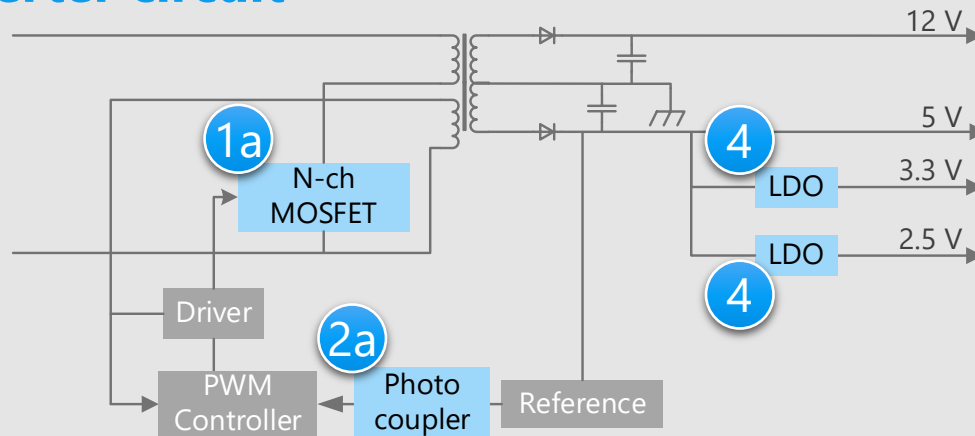 12 V
5 V
1a
4
N-ch
MOSFET
LDO
3.3 V
LDO
2.5 V
4
Driver
2a
PWM
Controller
Photo
coupler
Reference